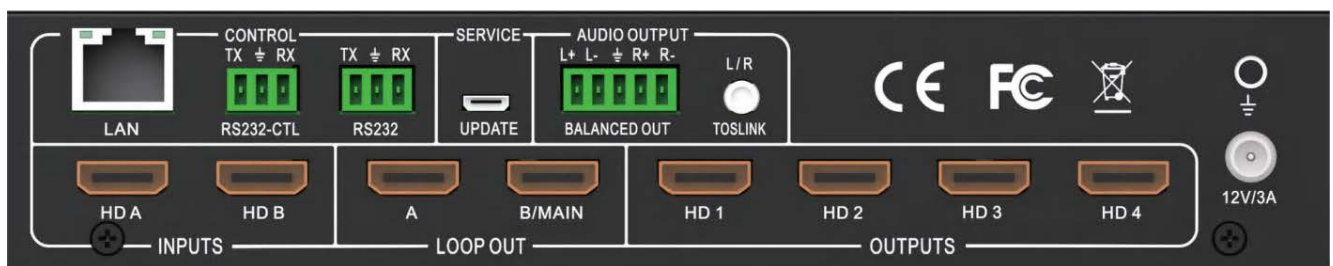 CONTROL
SERVICE
AUDIO OUTPUT
TX ⏚ RX
TX ⏚ RX
L+ L- ⏚ R+ R-
L/R
LAN
RS232-CTL
RS232
UPDATE
BALANCED OUT
TOSLINK
CE FC
HD A
HD B
A
B/MAIN
HD 1
HD 2
HD 3
HD 4
12V/3A
INPUTS
LOOP OUT
OUTPUTS